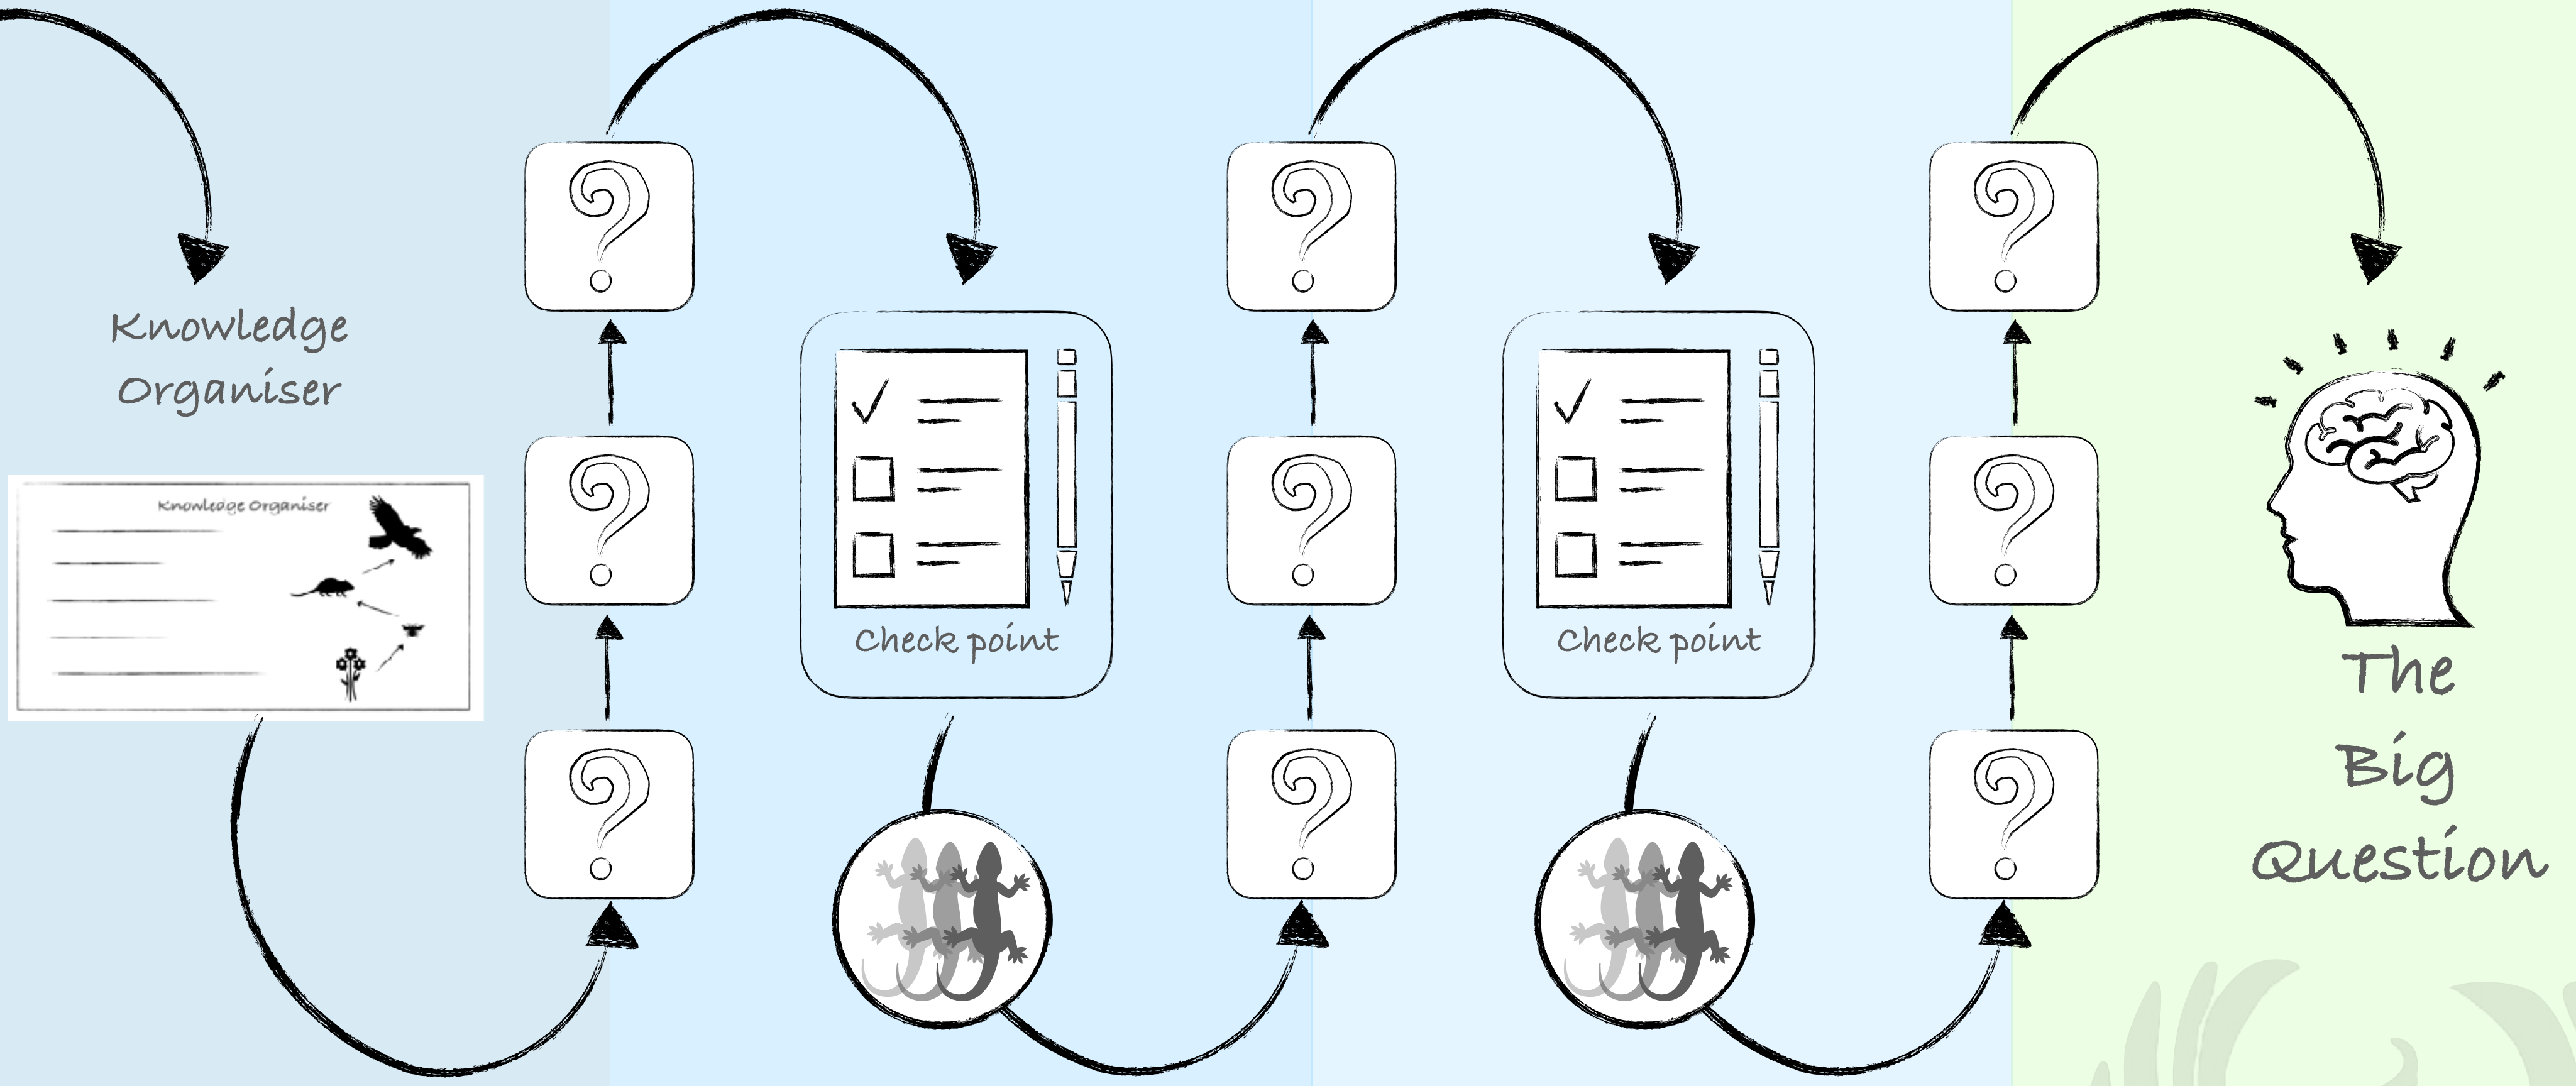 Knowledge
Organiser
Knowledge Organiser
?
?
?
Check point
?
?
?
Check point
?
?
?
The
Big
Question